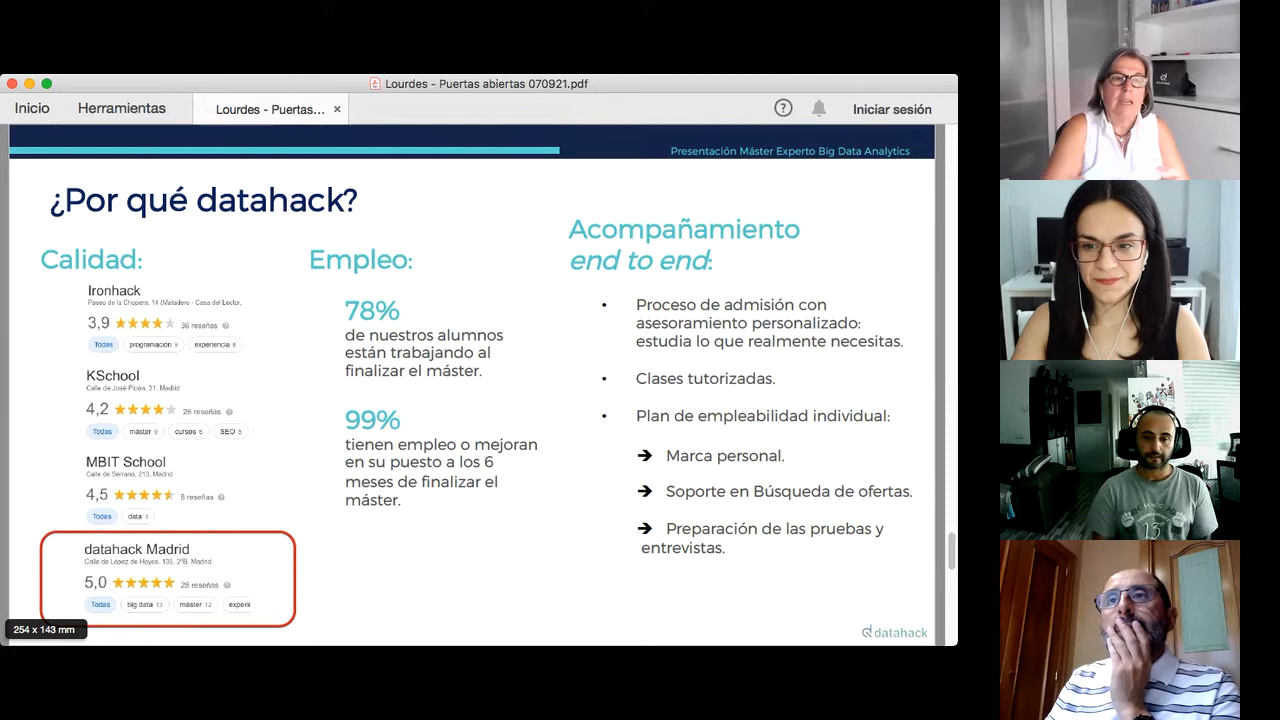 Lourdes - Puertas abiertas 070921.pdf
Inicio
Herramientas
Lourdes - Puertas... ×
?
Iniciar sesión
Presentación Máster Experto Big Data Analytics
¿Por qué datahack?
Calidad:
Ironhack
Paseo de la Chopera, 14 (Matadero - Casa del Lector,
3,9 36 reseñas
Todas programación 9 experiencia 8
KSchool
Calle de José Picón, 31, Madrid
4,2 26 reseñas
Todas máster 9 cursos 6 SEO 5
MBIT School
Calle de Serrano, 213, Madrid
4,5 8 reseñas
Todas data 3
datahack Madrid
Calle de López de Hoyos, 135, 2ºB, Madrid
5,0 28 reseñas
Todas big data 13 máster 12
254 x 143 mm
Empleo:
78%
de nuestros alumnos
están trabajando al
finalizar el máster.
99%
tienen empleo o mejoran
en su puesto a los 6
meses de finalizar el
máster.
Acompañamiento
end to end:
• Proceso de admisión con
asesoramiento personalizado:
estudia lo que realmente necesitas.
• Clases tutorizadas.
• Plan de empleabilidad individual:
➔ Marca personal.
➔ Soporte en Búsqueda de ofertas.
➔ Preparación de las pruebas y
entrevistas.
datahack